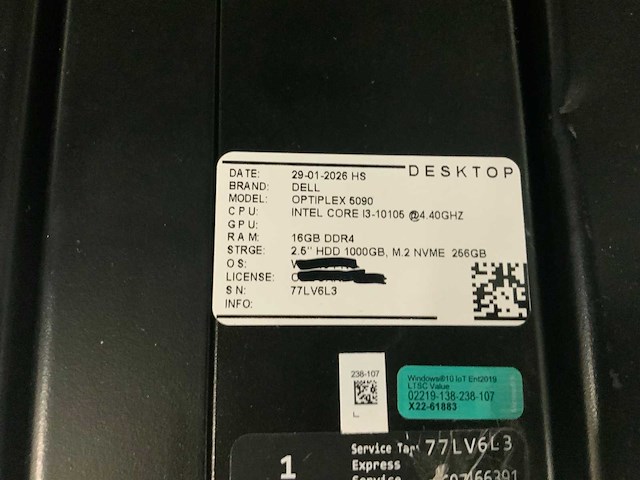 DESKTOP
DATE: 29-01-2026 HS
BRAND: DELL
MODEL: OPTIPLEX 5090
CPU: INTEL CORE I3-10105 @4.40GHZ
GPU:
RAM: 16GB DDR4
STRGE: 2.5" HDD 1000GB, M.2 NVME 256GB
OS:
LICENSE:
SN: 77LV6L3
INFO:
238-107
L
Windows®10 IoT Ent2019
LTSC Value
02219-138-238-107
X22-61883
1
Service Tag 77LV6L3
Express
Service